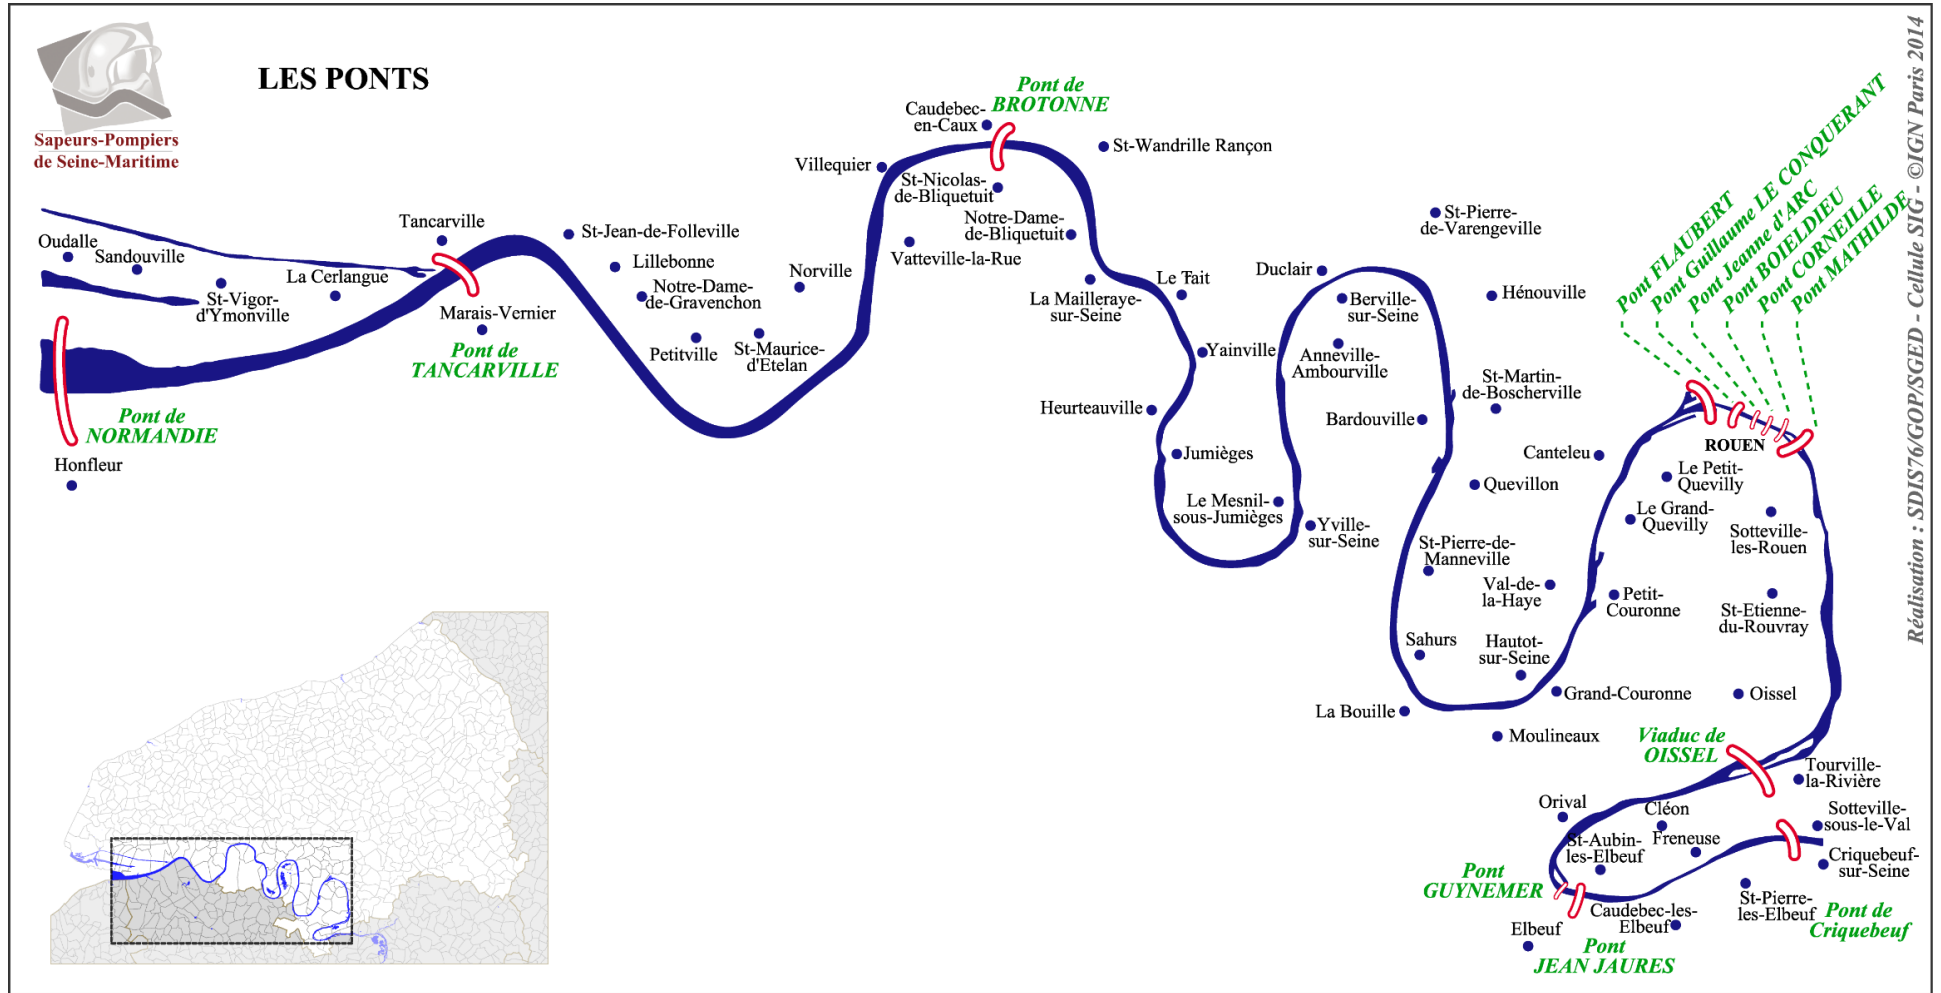 LES PONTS
Sapeurs-Pompiers
de Seine-Maritime
Réalisation : SDIS76/GOP/SGED - Cellule SIG - ©IGN Paris 2014
Oudalle
Sandouville
St-Vigor-
d'Ymonville
La Cerlangue
Tancarville
Marais-Vernier
Pont de
TANCARVILLE
Pont de
NORMANDIE
Honfleur
St-Jean-de-Folleville
Lillebonne
Notre-Dame-
de-Gravenchon
Petitville
St-Maurice-
d'Etelan
Norville
Villequier
Caudebec-
en-Caux
Pont de
BROTONNE
St-Wandrille Rançon
St-Nicolas-
de-Bliquetuit
Notre-Dame-
de-Bliquetuit
Vatteville-la-Rue
La Mailleraye-
sur-Seine
Le Tait
Yainville
Heurteauville
Jumièges
Le Mesnil-
sous-Jumièges
Yville-
sur-Seine
Duclair
Berville-
sur-Seine
Anneville-
Ambourville
Bardouville
St-Pierre-
de-Varengeville
Hénouville
St-Martin-
de-Boscherville
Canteleu
Quevillon
St-Pierre-de-
Manneville
Val-de-
la-Haye
Sahurs
Hautot-
sur-Seine
La Bouille
Moulineaux
Grand-Couronne
Petit-
Couronne
Le Grand-
Quevilly
Le Petit-
Quevilly
ROUEN
Pont FLAUBERT
Pont Guillaume LE CONQUERANT
Pont Jeanne d'ARC
Pont BOIELDIEU
Pont CORNEILLE
Pont MATHILDE
Sotteville-
les-Rouen
St-Etienne-
du-Rouvray
Oissel
Viaduc de
OISSEL
Tourville-
la-Rivière
Orival
Cléon
Freneuse
St-Aubin-
les-Elbeuf
Sotteville-
sous-le-Val
Criquebeuf-
sur-Seine
Pont
GUYNEMER
Elbeuf
Caudebec-les-
Elbeuf
Pont
JEAN JAURES
St-Pierre-
les-Elbeuf
Pont de
Criquebeuf